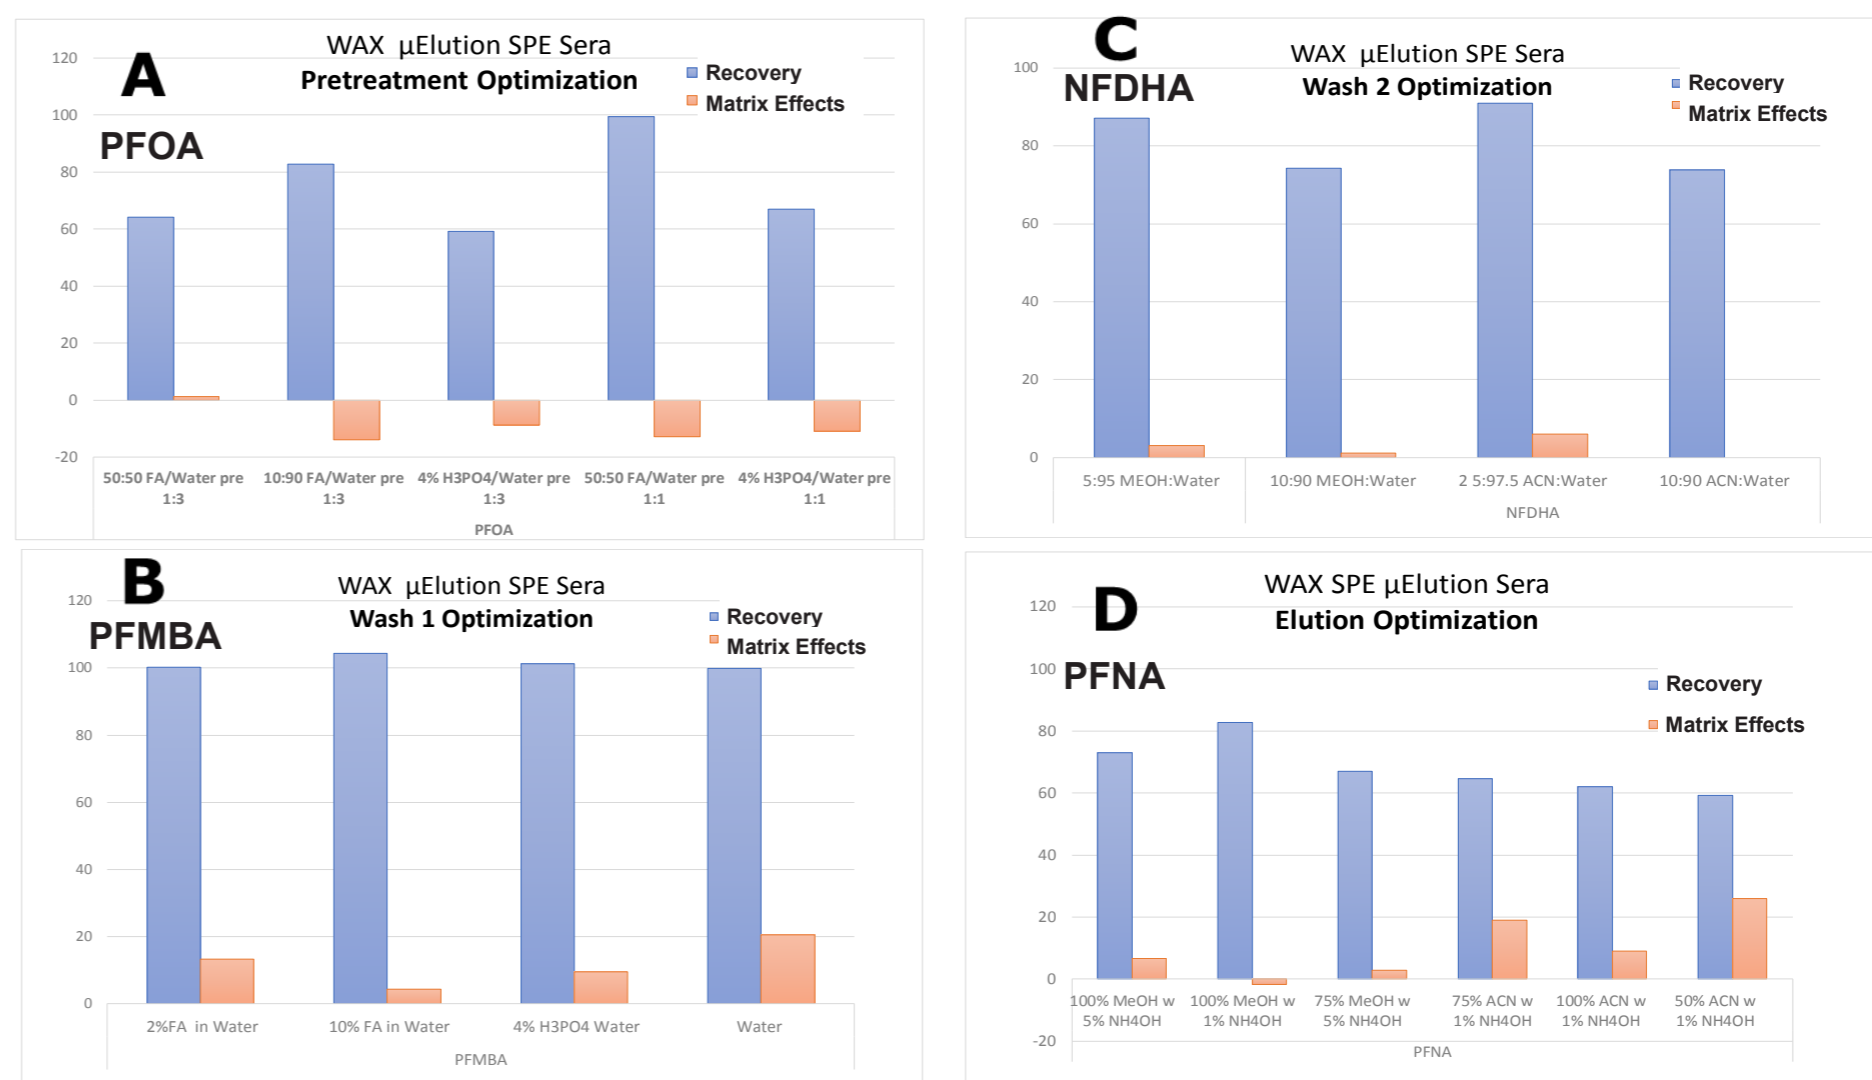 A
PFOA
WAX µElution SPE Sera
Pretreatment Optimization
Recovery
Matrix Effects
120
100
80
60
40
20
0
-20
50:50 FA/Water pre 1:3
10:90 FA/Water pre 1:3
4% H3PO4/Water pre 1:3
50:50 FA/Water pre 1:1
4% H3PO4/Water pre 1:1
PFOA
C
NFDHA
WAX µElution SPE Sera
Wash 2 Optimization
Recovery
Matrix Effects
100
80
60
40
20
0
5:95 MEOH:Water
10:90 MEOH:Water
2 5:97.5 ACN:Water
10:90 ACN:Water
NFDHA
B
PFMBA
WAX µElution SPE Sera
Wash 1 Optimization
Recovery
Matrix Effects
120
100
80
60
40
20
0
2%FA in Water
10% FA in Water
4% H3PO4 Water
Water
PFMBA
D
PFNA
WAX SPE µElution Sera
Elution Optimization
Recovery
Matrix Effects
120
100
80
60
40
20
0
-20
100% MeOH w 5% NH4OH
100% MeOH w 1% NH4OH
75% MeOH w 5% NH4OH
75% ACN w 1% NH4OH
100% ACN w 1% NH4OH
50% ACN w 1% NH4OH
PFNA